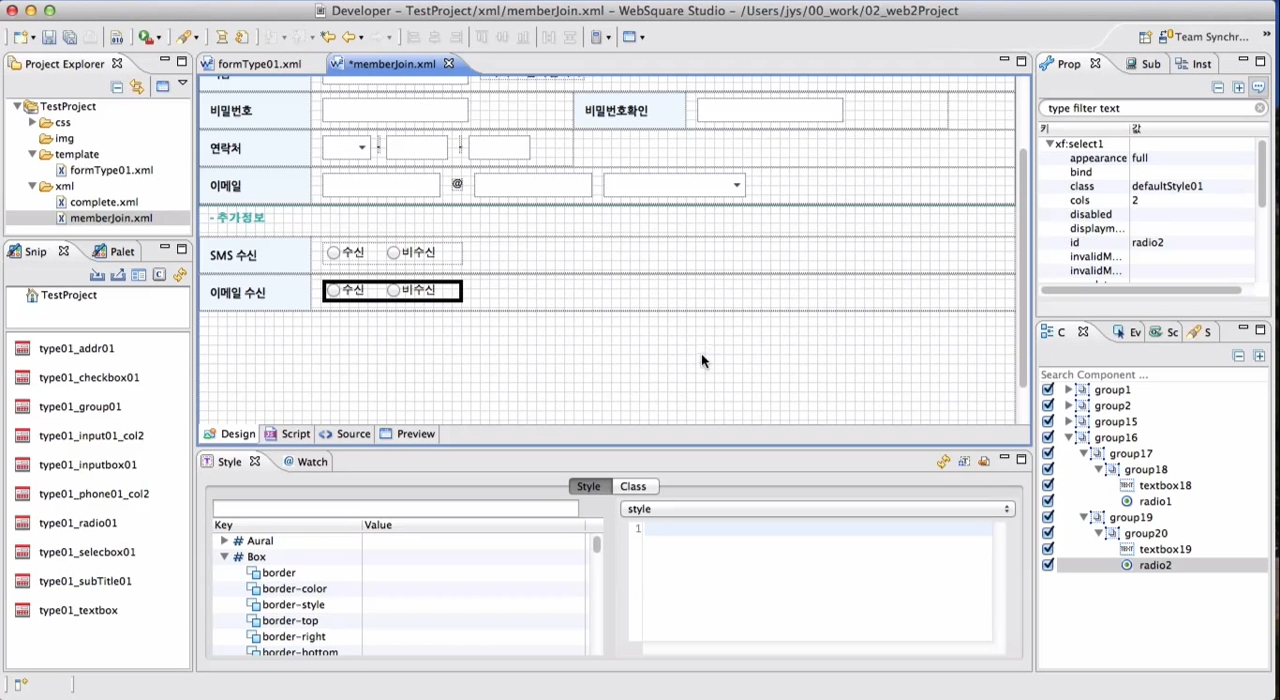 Developer – TestProject/xml/memberJoin.xml – WebSquare Studio – /Users/jys/00_work/02_web2Project
Team Synchr...
Project Explorer
TestProject
css
img
template
formType01.xml
xml
complete.xml
memberJoin.xml
Snip
Palet
TestProject
type01_addr01
type01_checkbox01
type01_group01
type01_input01_col2
type01_inputbox01
type01_phone01_col2
type01_radio01
type01_selecbox01
type01_subTitle01
type01_textbox
formType01.xml
*memberJoin.xml
비밀번호
비밀번호확인
연락처
-
-
이메일
@
- 추가정보
SMS 수신
수신
비수신
이메일 수신
수신
비수신
Design
Script
Source
Preview
Style
Watch
Style
Class
style
Key
Value
# Aural
# Box
border
border-color
border-style
border-top
border-right
border-bottom
1
Prop
Sub
Inst
type filter text
키
값
xf:select1
appearance full
bind
class defaultStyle01
cols 2
disabled
displaym...
id radio2
invalidM...
invalidM...
C
Ev
Sc
S
Search Component ...
group1
group2
group15
group16
group17
group18
textbox18
radio1
group19
group20
textbox19
radio2